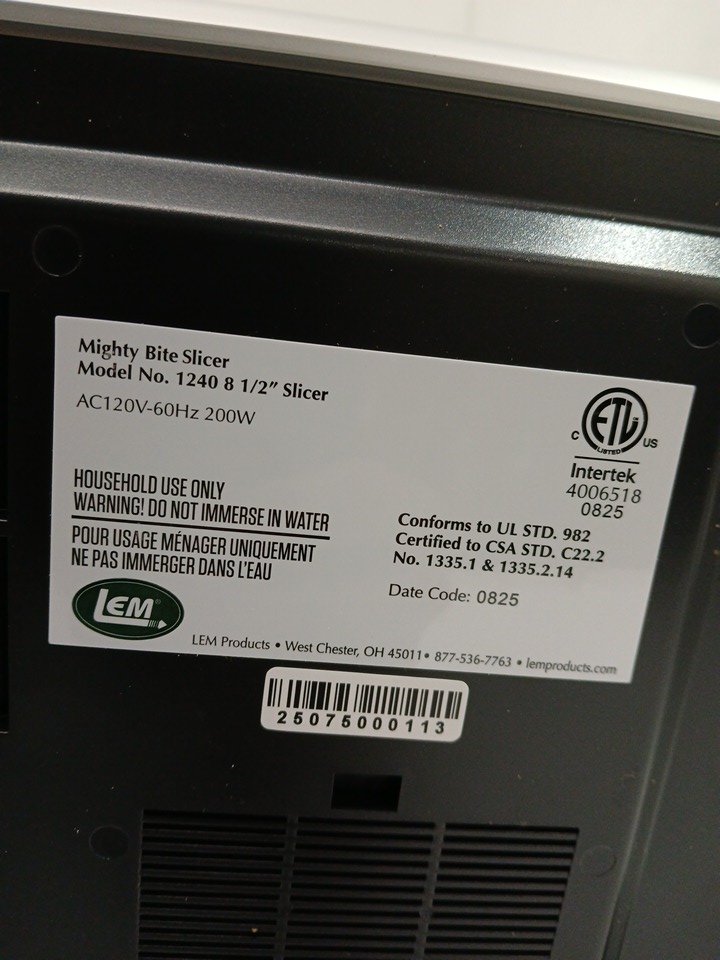 Mighty Bite Slicer
Model No. 1240 8 1/2" Slicer
AC120V-60Hz 200W
ETL
C US
LISTED
Intertek
4006518
0825
HOUSEHOLD USE ONLY
WARNING! DO NOT IMMERSE IN WATER
POUR USAGE MÉNAGER UNIQUEMENT
NE PAS IMMERGER DANS L'EAU
Conforms to UL STD. 982
Certified to CSA STD. C22.2
No. 1335.1 & 1335.2.14
Date Code: 0825
LEM®
LEM Products • West Chester, OH 45011 • 877-536-7763 • lemproducts.com
25075000113